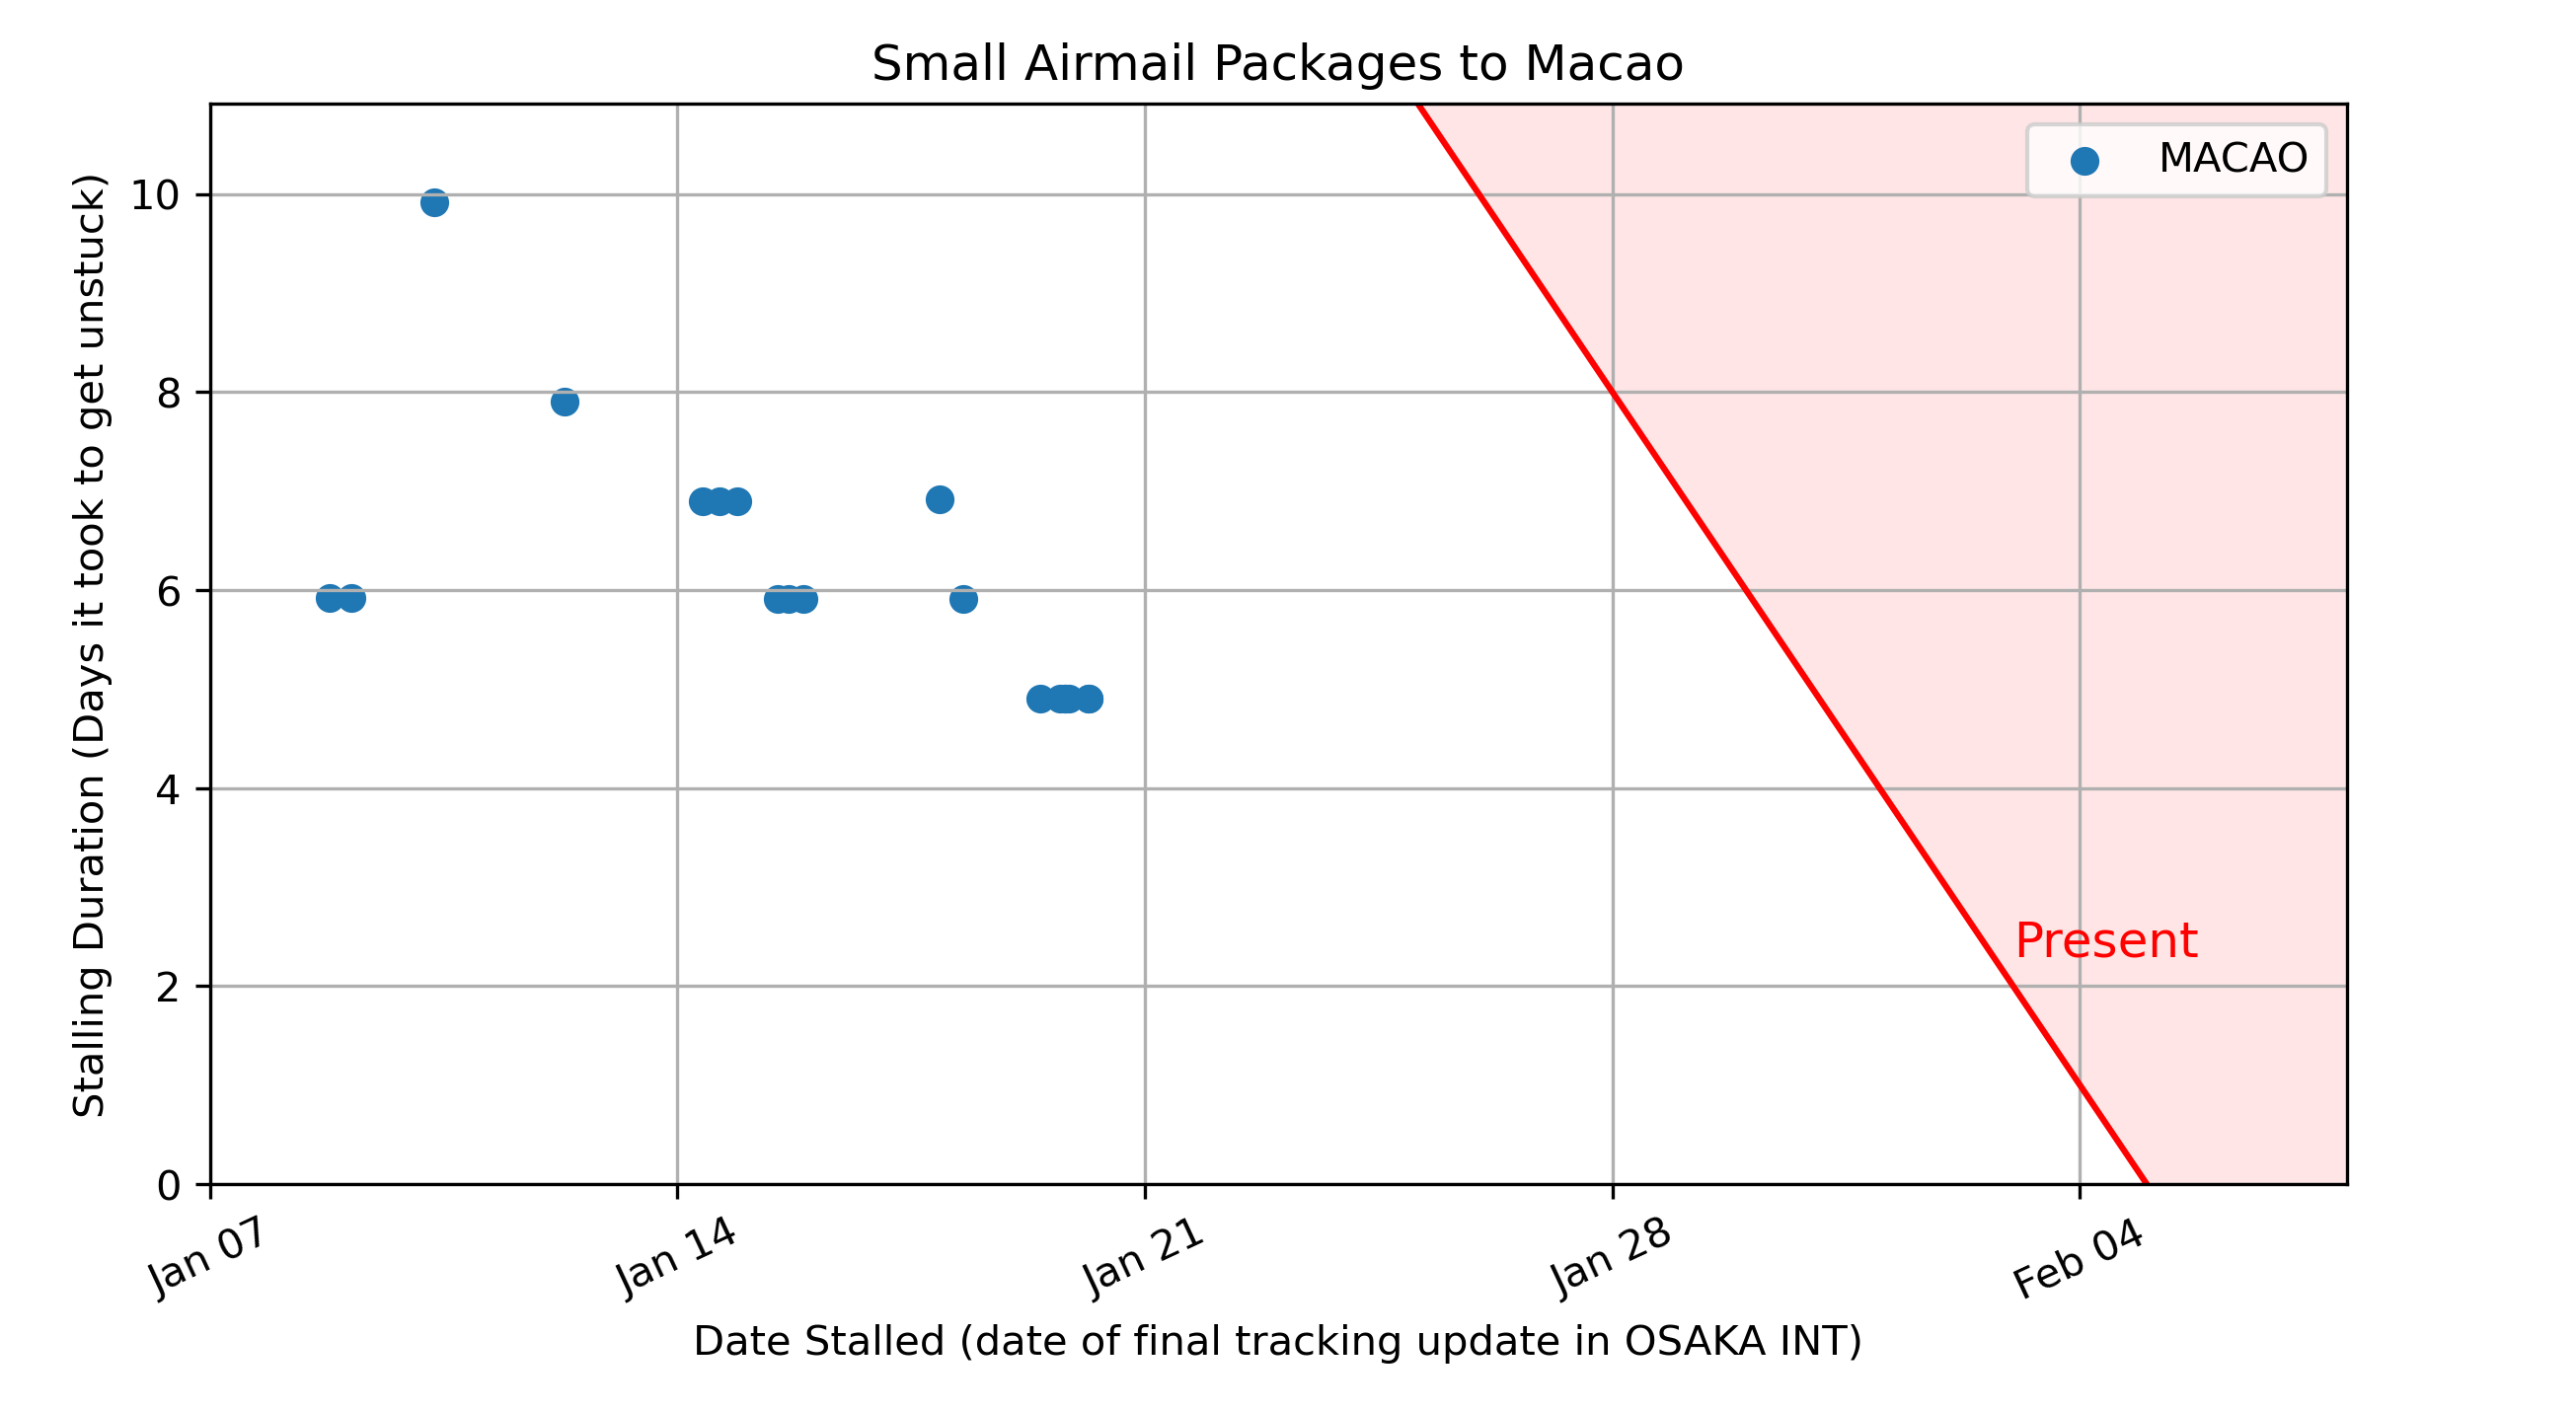 Small Airmail Packages to Macao
MACAO
Stalling Duration (Days it took to get unstuck)
10
8
6
4
2
0
Present
Jan 07
Jan 14
Jan 21
Jan 28
Feb 04
Date Stalled (date of final tracking update in OSAKA INT)